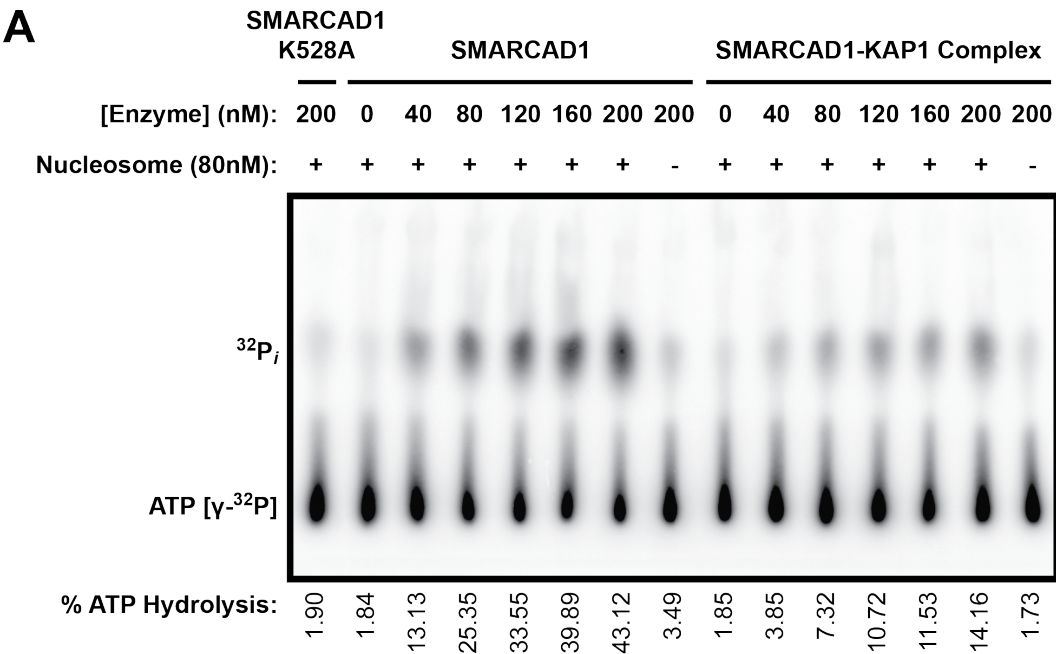 A
SMARCAD1
K528A
SMARCAD1
SMARCAD1-KAP1 Complex
[Enzyme] (nM): 200 0 40 80 120 160 200 200 0 40 80 120 160 200 200
Nucleosome (80nM): + + + + + + + - + + + + + + -
³²Pᵢ
ATP [γ-³²P]
% ATP Hydrolysis: 1.90 1.84 13.13 25.35 33.55 39.89 43.12 3.49 1.85 3.85 7.32 10.72 11.53 14.16 1.73